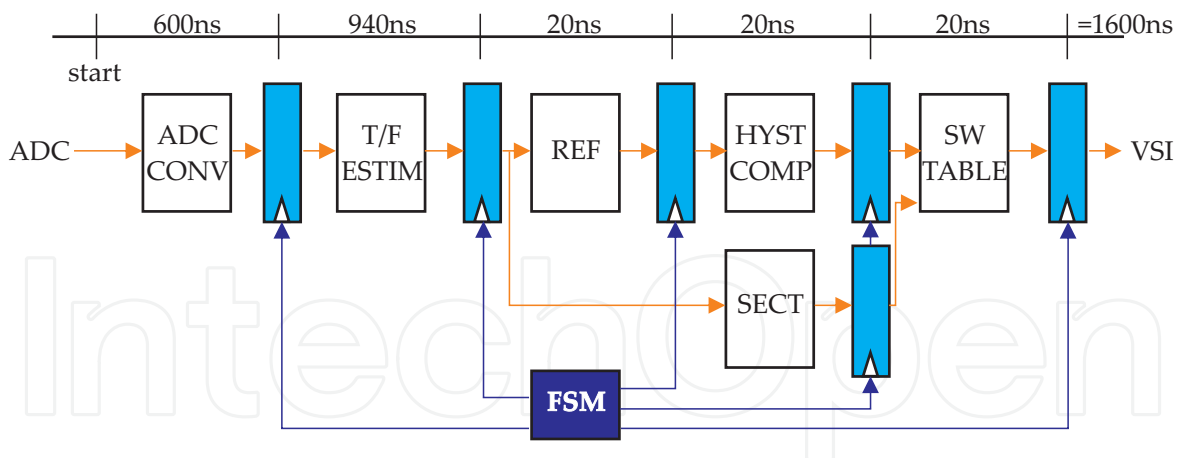 600ns 940ns 20ns 20ns 20ns =1600ns
start
ADC
ADC
CONV
T/F
ESTIM
REF
HYST
COMP
SW
TABLE
VSI
SECT
FSM
IntechOpen